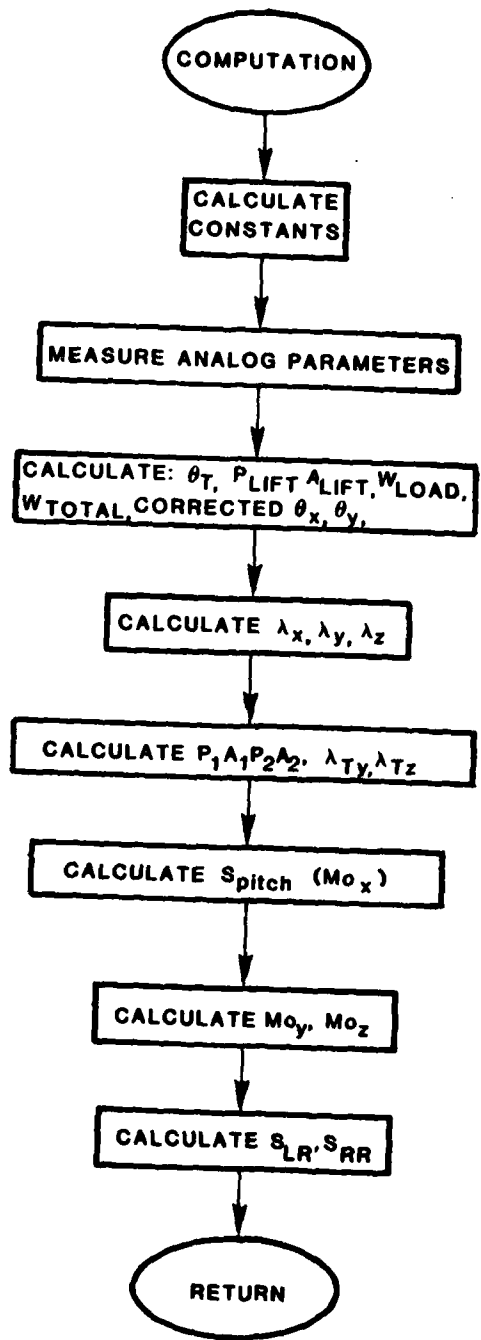 COMPUTATION
CALCULATE
CONSTANTS
MEASURE ANALOG PARAMETERS
CALCULATE: θT, PLIFT ALIFT, WLOAD,
WTOTAL, CORRECTED θx, θy,
CALCULATE λx, λy, λz
CALCULATE P1A1P2A2, λTy, λTz
CALCULATE Spitch (Mox)
CALCULATE Moy, Moz
CALCULATE SLR, SRR
RETURN